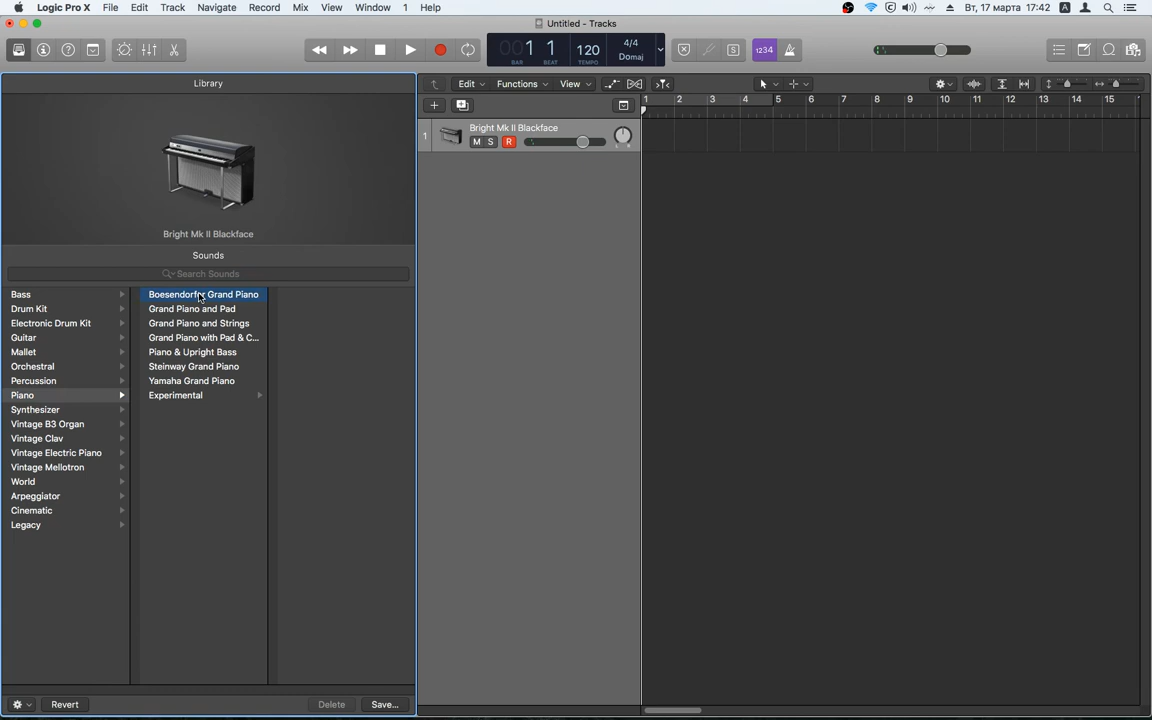 Logic Pro X File Edit Track Navigate Record Mix View Window 1 Help Вт, 17 марта 17:42 A
Untitled - Tracks
001 1 120 4/4
Domaj
BAR BEAT TEMPO
S 1234
Library
Edit Functions View
1 2 3 4 5 6 7 8 9 10 11 12 13 14 15
1 Bright Mk II Blackface
M S R
Bright Mk II Blackface
Sounds
Search Sounds
Bass
Drum Kit
Electronic Drum Kit
Guitar
Mallet
Orchestral
Percussion
Piano
Synthesizer
Vintage B3 Organ
Vintage Clav
Vintage Electric Piano
Vintage Mellotron
World
Arpeggiator
Cinematic
Legacy
Boesendorfer Grand Piano
Grand Piano and Pad
Grand Piano and Strings
Grand Piano with Pad & C...
Piano & Upright Bass
Steinway Grand Piano
Yamaha Grand Piano
Experimental
Revert Delete Save...